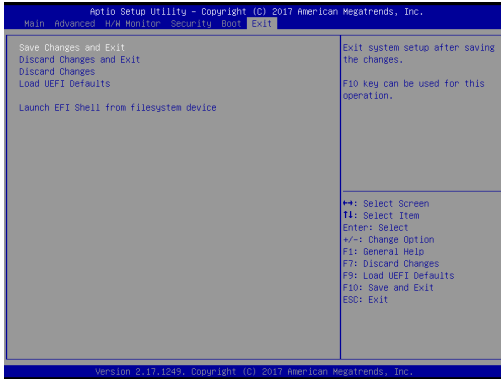 Aptio Setup Utility – Copyright (C) 2017 American Megatrends, Inc.
Main Advanced H/W Monitor Security Boot Exit
Save Changes and Exit
Discard Changes and Exit
Discard Changes
Load UEFI Defaults
Launch EFI Shell from filesystem device
Exit system setup after saving
the changes.
F10 key can be used for this
operation.
↔: Select Screen
↑↓: Select Item
Enter: Select
+/-: Change Option
F1: General Help
F7: Discard Changes
F9: Load UEFI Defaults
F10: Save and Exit
ESC: Exit
Version 2.17.1249. Copyright (C) 2017 American Megatrends, Inc.